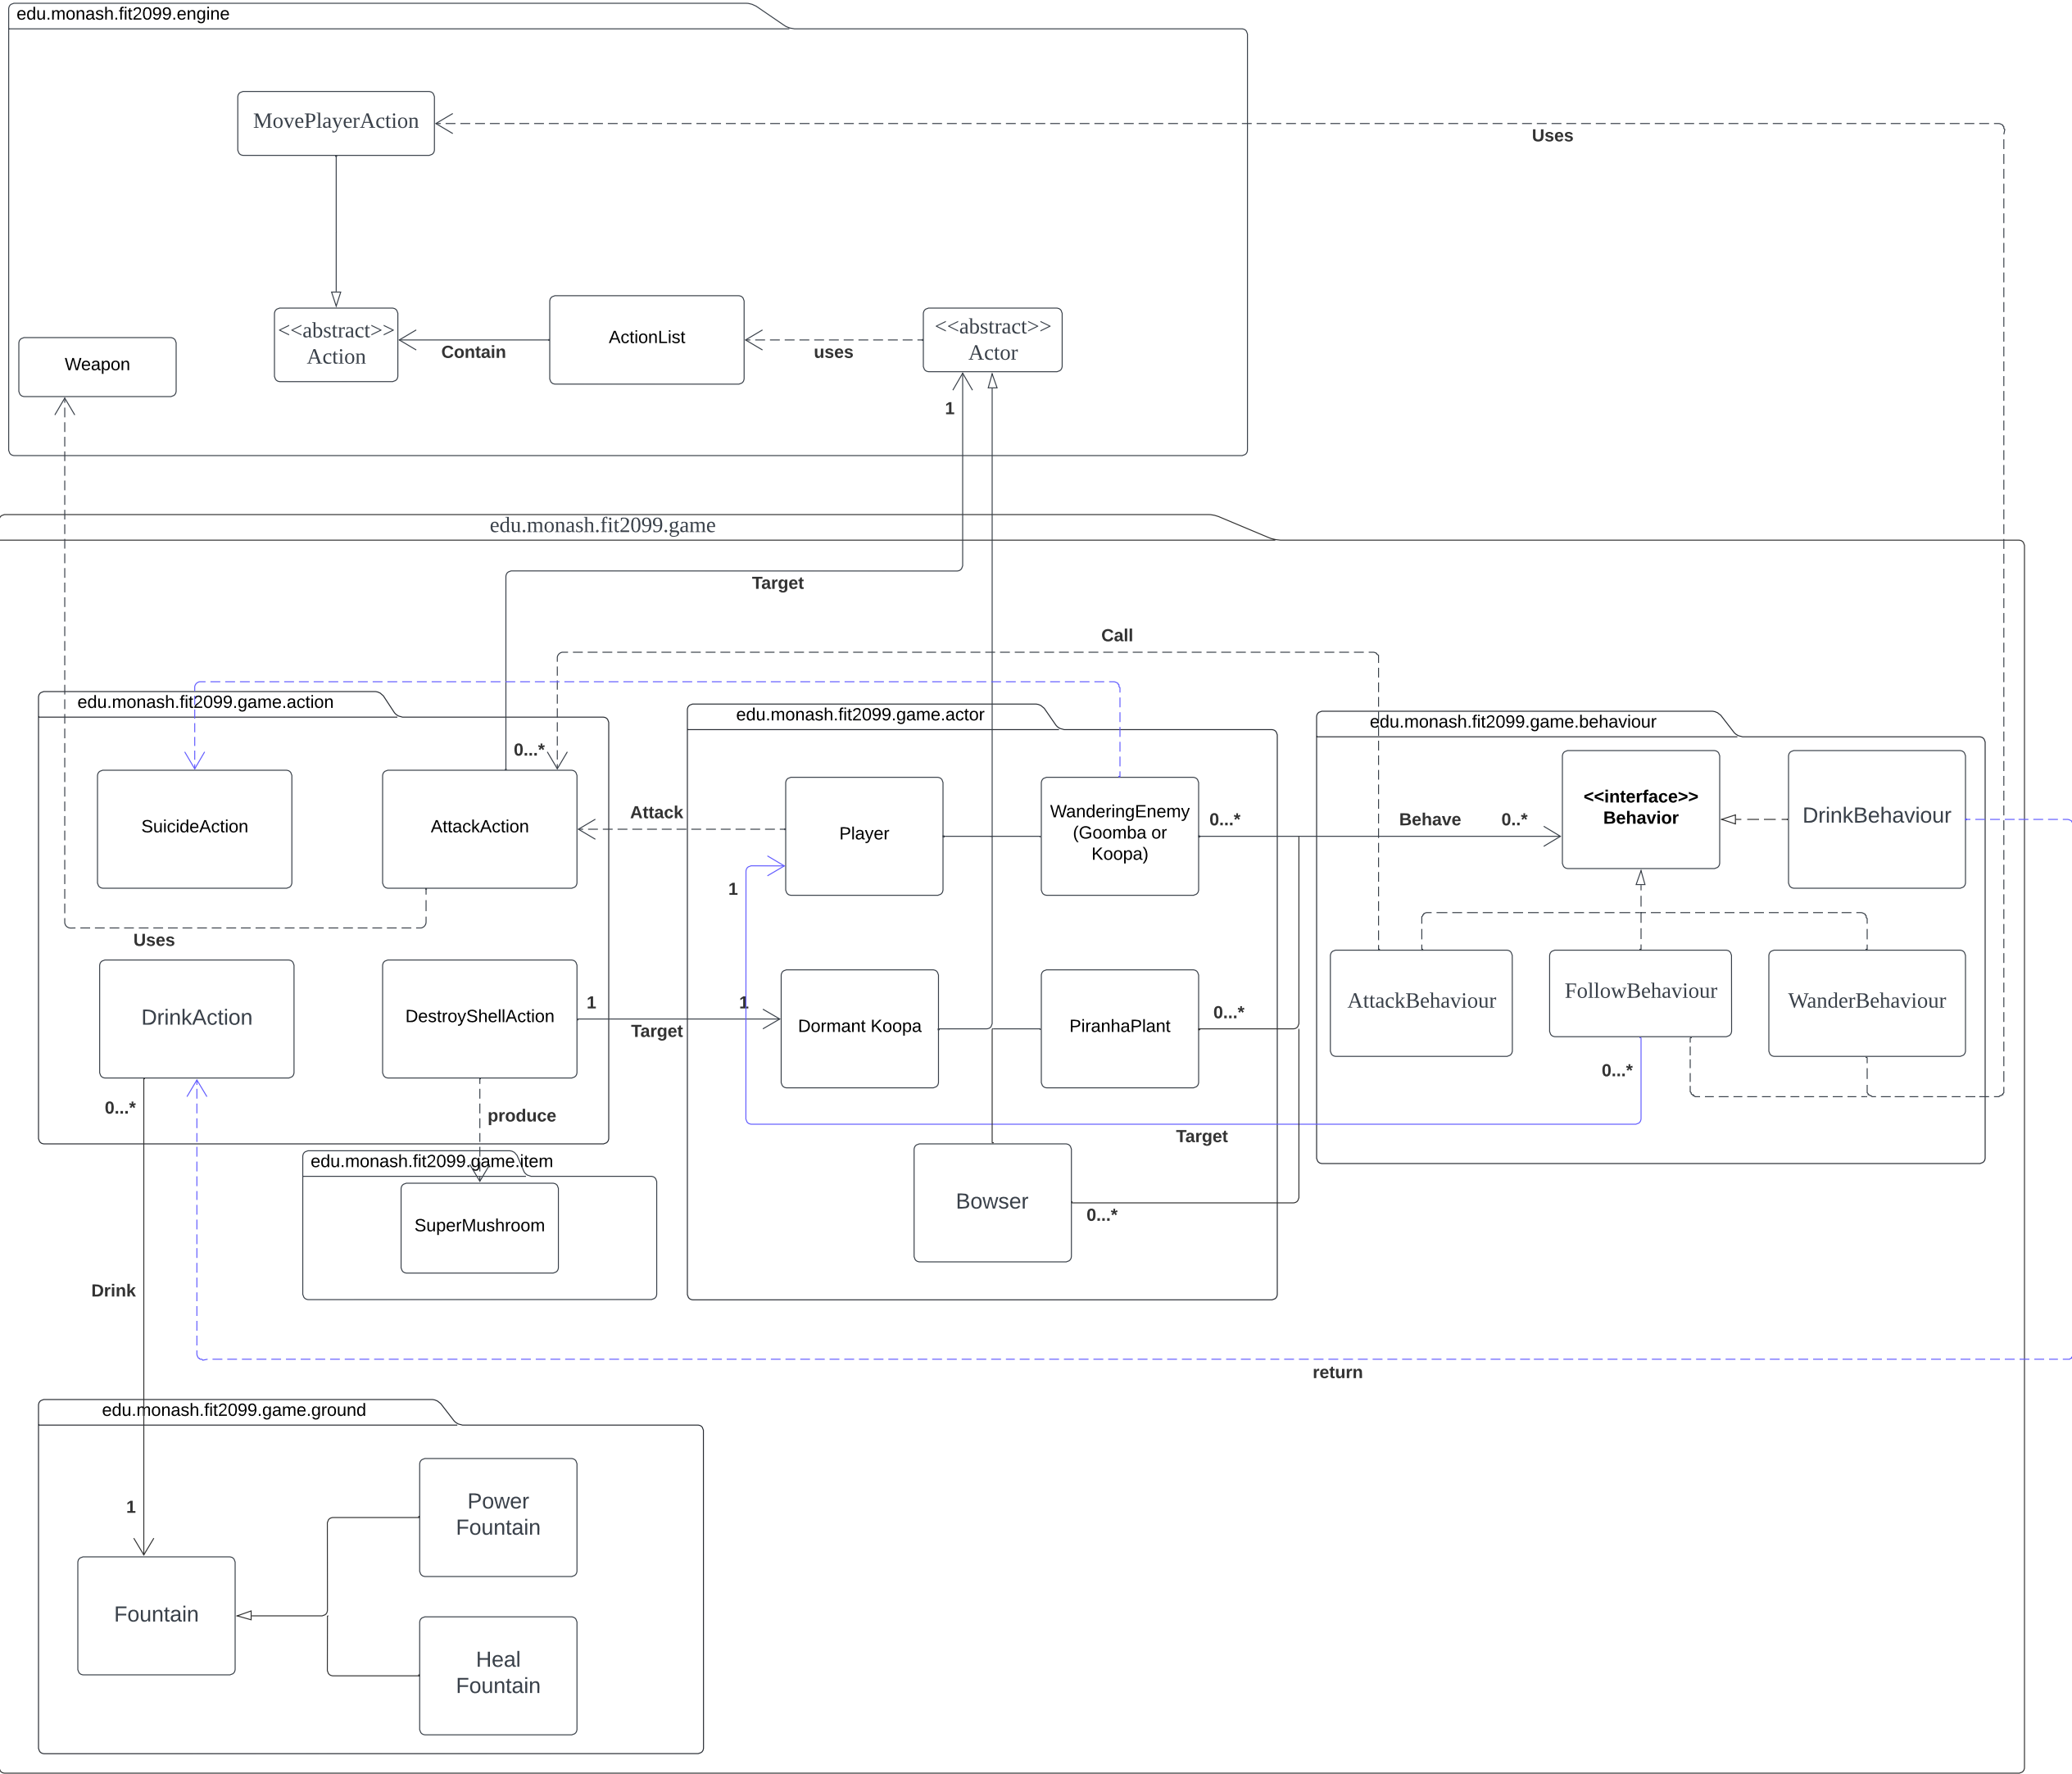 edu.monash.fit2099.engine
MovePlayerAction
Uses
<<abstract>>
Action
Contain
ActionList
uses
<<abstract>>
Actor
Weapon
1
edu.monash.fit2099.game
Target
Call
edu.monash.fit2099.game.action
edu.monash.fit2099.game.actor
edu.monash.fit2099.game.behaviour
0...*
SuicideAction
AttackAction
Attack
Player
WanderingEnemy
(Goomba or
Koopa)
0...*
Behave
0..*
<<interface>>
Behavior
DrinkBehaviour
1
Uses
DrinkAction
DestroyShellAction
1
1
Target
Dormant Koopa
PiranhaPlant
0...*
AttackBehaviour
FollowBehaviour
WanderBehaviour
0...*
0...*
produce
Target
edu.monash.fit2099.game.item
SuperMushroom
Bowser
0...*
Drink
return
edu.monash.fit2099.game.ground
1
Power
Fountain
Fountain
Heal
Fountain